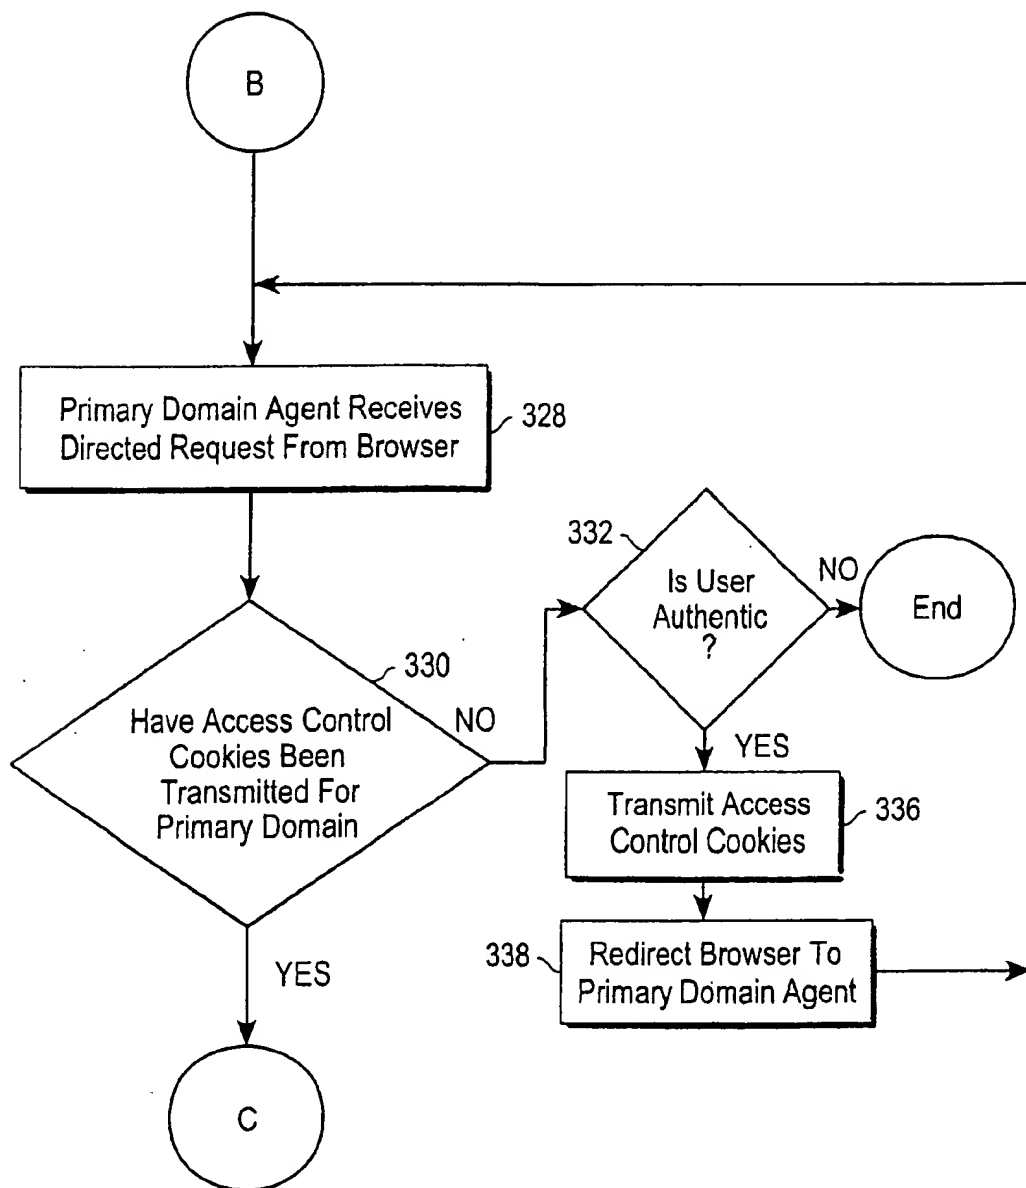 B
Primary Domain Agent Receives
Directed Request From Browser
328
332
Is User
Authentic
?
NO
End
330
Have Access Control
Cookies Been
Transmitted For
Primary Domain
NO
YES
Transmit Access
Control Cookies
336
338
Redirect Browser To
Primary Domain Agent
YES
C